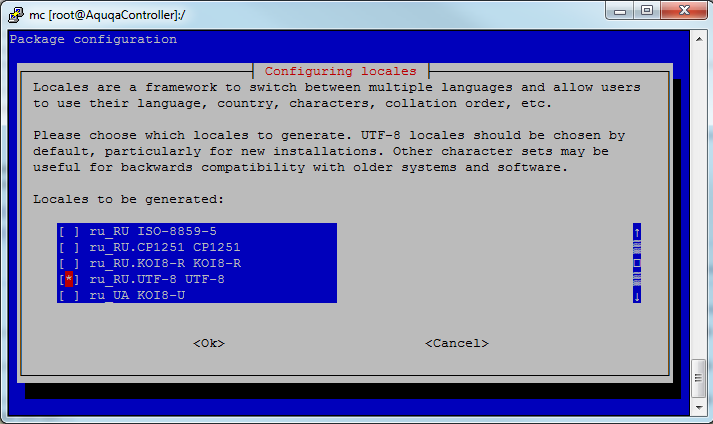 mc [root@AquqaController]:/
Package configuration
Configuring locales
Locales are a framework to switch between multiple languages and allow users
to use their language, country, characters, collation order, etc.
Please choose which locales to generate. UTF-8 locales should be chosen by
default, particularly for new installations. Other character sets may be
useful for backwards compatibility with older systems and software.
Locales to be generated:
[ ] ru_RU ISO-8859-5
[ ] ru_RU.CP1251 CP1251
[ ] ru_RU.KOI8-R KOI8-R
[*] ru_RU.UTF-8 UTF-8
[ ] ru_UA KOI8-U
<Ok> <Cancel>